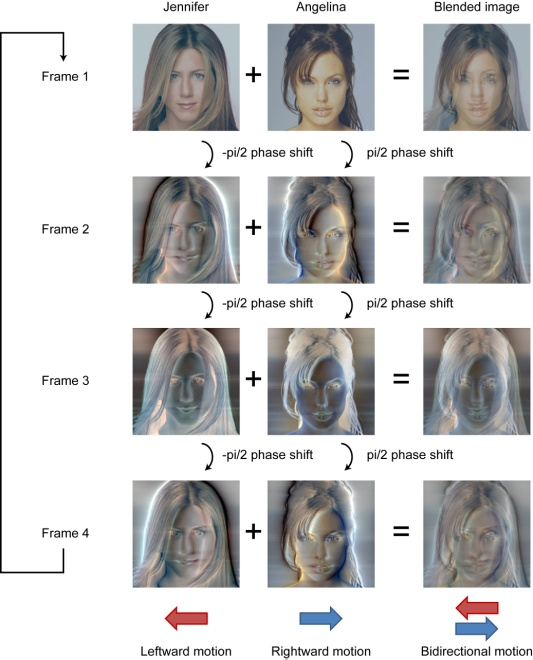 Jennifer Angelina Blended image
Frame 1 + =
-pi/2 phase shift pi/2 phase shift
Frame 2 + =
-pi/2 phase shift pi/2 phase shift
Frame 3 + =
-pi/2 phase shift pi/2 phase shift
Frame 4 + =
Leftward motion Rightward motion Bidirectional motion